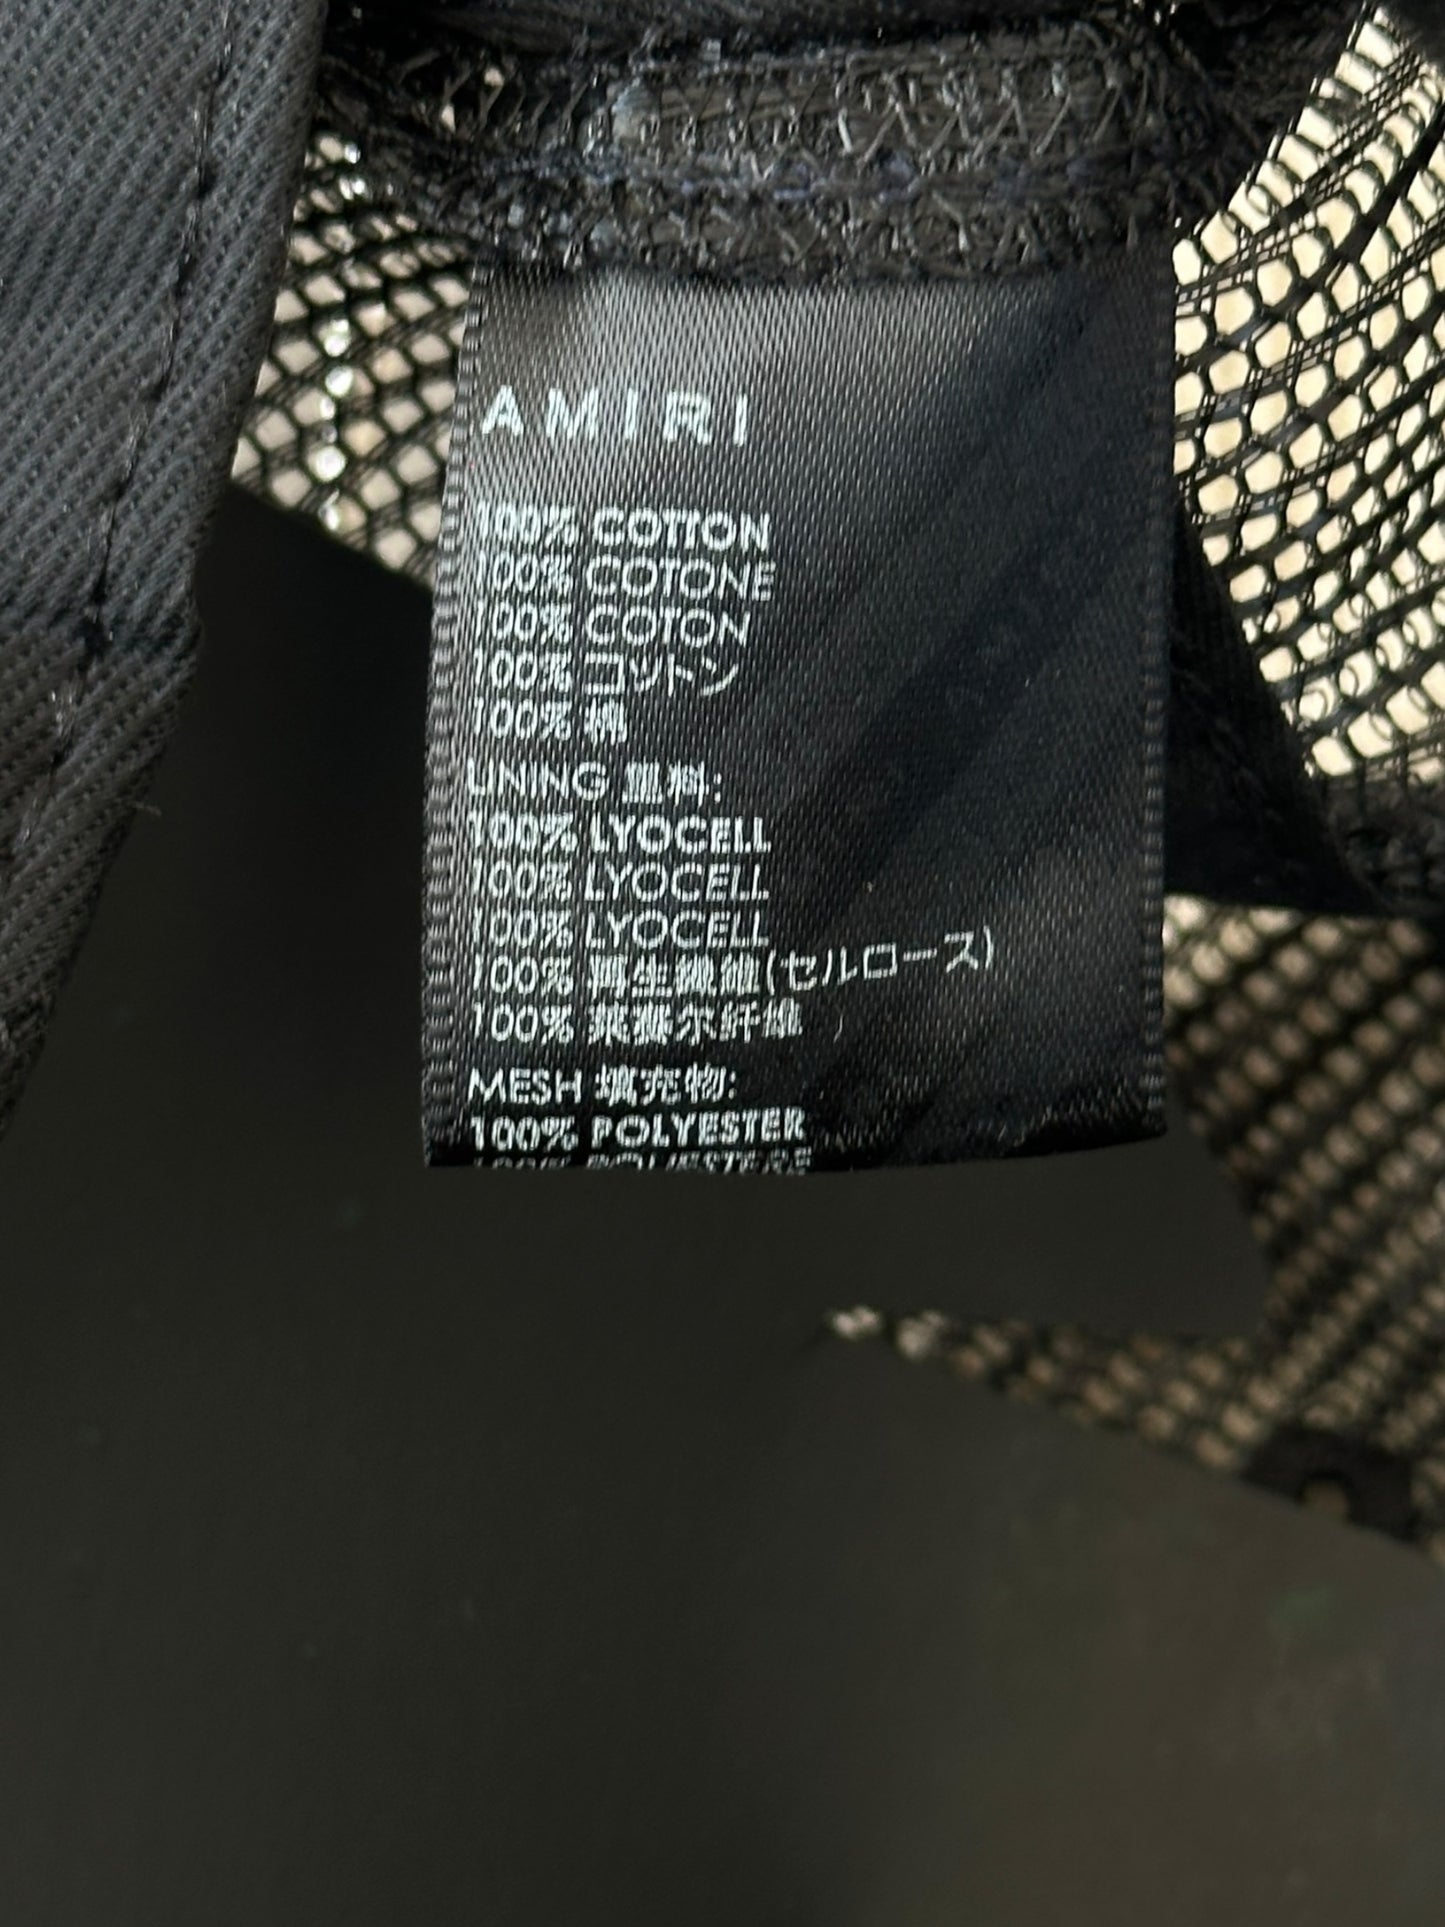 AMIRI
100% COTTON
100% COTONE
100% COTON
100% コットン
100% 棉
LINING 里料:
100% LYOCELL
100% LYOCELL
100% LYOCELL
100% 再生繊維(セルロース)
100% 莱赛尔纤维
MESH 填充物:
100% POLYESTER